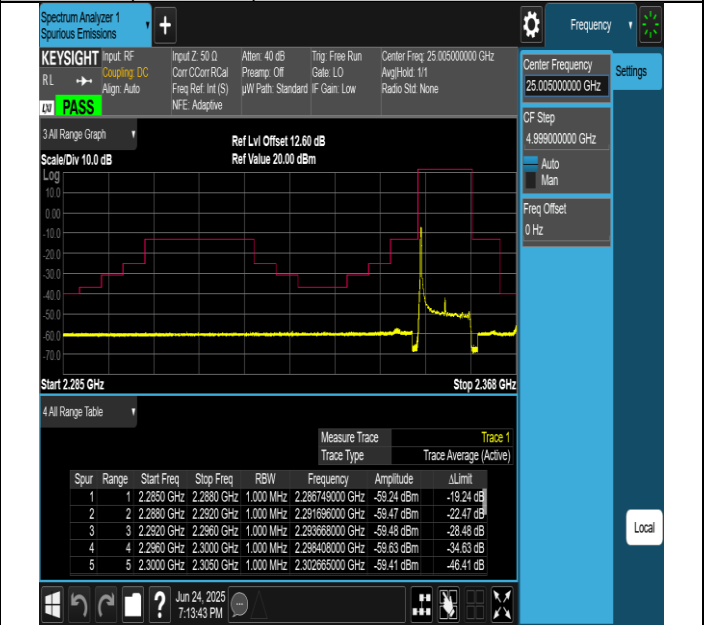 Spectrum Analyzer 1
Spurious Emissions
Frequency
KEYSIGHT
RL
LXI
PASS
Input: RF
Coupling: DC
Align: Auto
Input Z: 50 Ω
Corr CCorr RCal
Freq Ref: Int (S)
NFE: Adaptive
Atten: 40 dB
Preamp: Off
µW Path: Standard
Trig: Free Run
Gate: LO
IF Gain: Low
Center Freq: 25.005000000 GHz
Avg|Hold: 1/1
Radio Std: None
Center Frequency
25.005000000 GHz
Settings
CF Step
4.999000000 GHz
Auto
Man
Freq Offset
0 Hz
3 All Range Graph
Scale/Div 10.0 dB
Ref Lvl Offset 12.60 dB
Ref Value 20.00 dBm
Log
10.0
0.00
-10.0
-20.0
-30.0
-40.0
-50.0
-60.0
-70.0
Start 2.285 GHz
Stop 2.368 GHz
4 All Range Table
Measure Trace Trace 1
Trace Type Trace Average (Active)
Spur Range Start Freq Stop Freq RBW Frequency Amplitude ΔLimit
1 1 2.2850 GHz 2.2880 GHz 1.000 MHz 2.286749000 GHz -59.24 dBm -19.24 dB
2 2 2.2880 GHz 2.2920 GHz 1.000 MHz 2.291696000 GHz -59.47 dBm -22.47 dB
3 3 2.2920 GHz 2.2960 GHz 1.000 MHz 2.293668000 GHz -59.48 dBm -28.48 dB
4 4 2.2960 GHz 2.3000 GHz 1.000 MHz 2.298408000 GHz -59.63 dBm -34.63 dB
5 5 2.3000 GHz 2.3050 GHz 1.000 MHz 2.302665000 GHz -59.41 dBm -46.41 dB
Local
Jun 24, 2025
7:13:43 PM